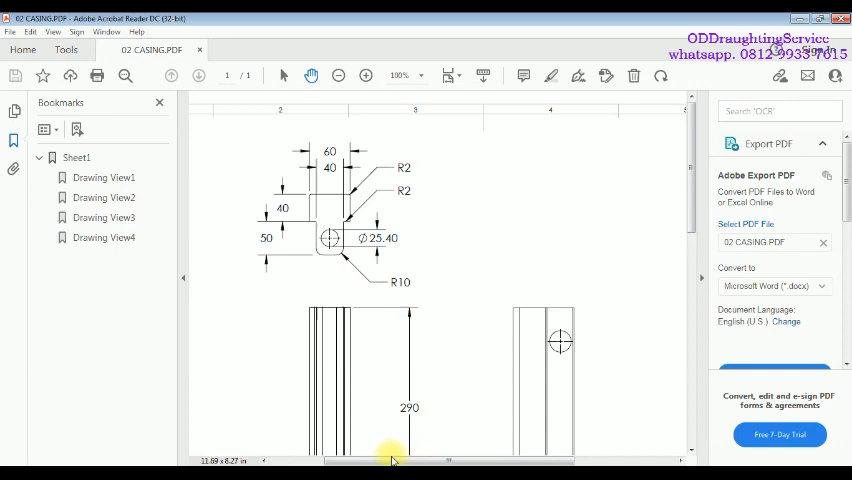 02 CASING.PDF - Adobe Acrobat Reader DC (32-bit)
File Edit View Sign Window Help
ODDraughtingService
whatsapp. 0812-9933-7615
Home Tools 02 CASING.PDF × Sign In
1 / 1 100%
Bookmarks
Sheet1
Drawing View1
Drawing View2
Drawing View3
Drawing View4
2 3 4 5
60
40
R2
R2
40
50
Ø25.40
R10
290
11.69 x 8.27 in
Search 'OCR'
Export PDF
Adobe Export PDF
Convert PDF Files to Word
or Excel Online
Select PDF File
02 CASING.PDF
Convert to
Microsoft Word (*.docx)
Document Language:
English (U.S.) Change
Convert, edit and e-sign PDF
forms & agreements
Free 7-Day Trial